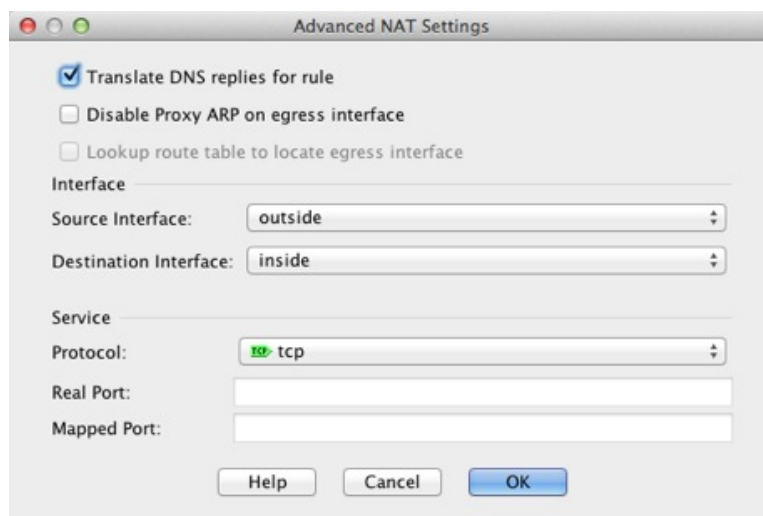 Advanced NAT Settings
Translate DNS replies for rule
Disable Proxy ARP on egress interface
Lookup route table to locate egress interface
Interface
Source Interface: outside
Destination Interface: inside
Service
Protocol: TCP tcp
Real Port:
Mapped Port:
Help Cancel OK